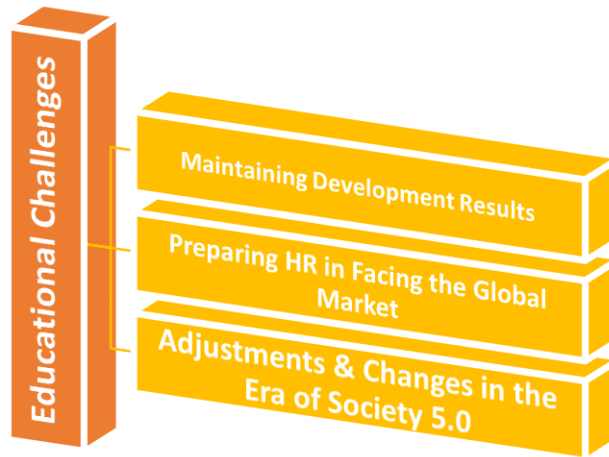 Educational Challenges
Maintaining Development Results
Preparing HR in Facing the Global
Market
Adjustments & Changes in the
Era of Society 5.0